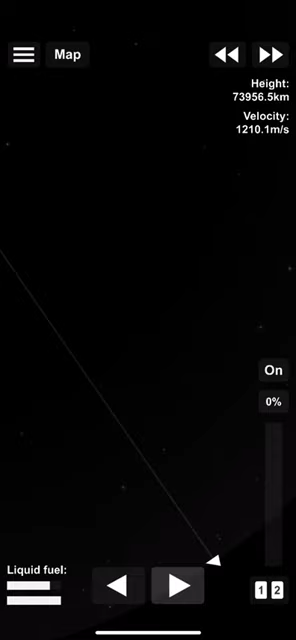 Map
Height:
73956.5km
Velocity:
1210.1m/s
On
0%
Liquid fuel:
1 2